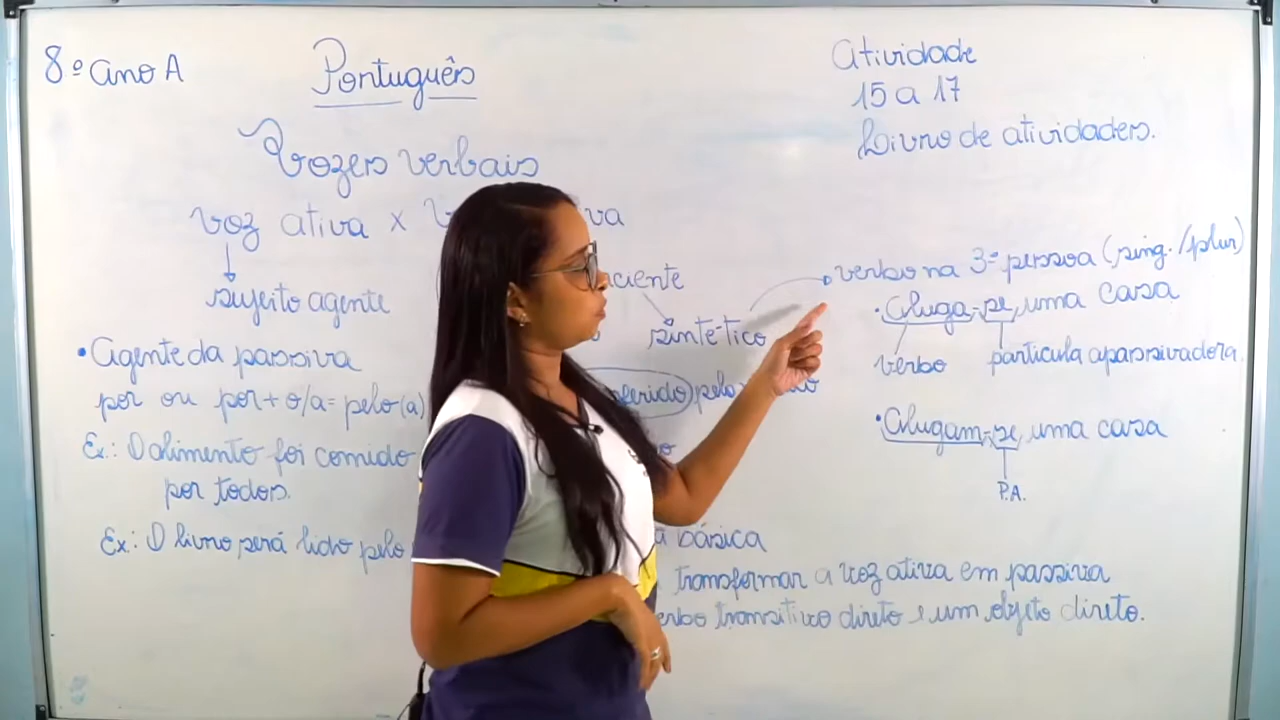 8º ano A
Português
Vozes verbais
voz ativa x
sujeito agente
• Agente da passiva
por ou por + o/a = pelo(a)
Ex.: O alimento foi comido
por todos.
Ex.: O livro será lido pelo
sintético
pelo
básica
transformar a voz ativa em passiva
transitivo direto e um objeto direto.
Atividade
15 a 17
Livro de atividades.
verbo na 3ª pessoa (sing./plur)
• Aluga-se, uma casa
verbo
partícula apassivadora
• Alugam-se, uma casa
P.A.